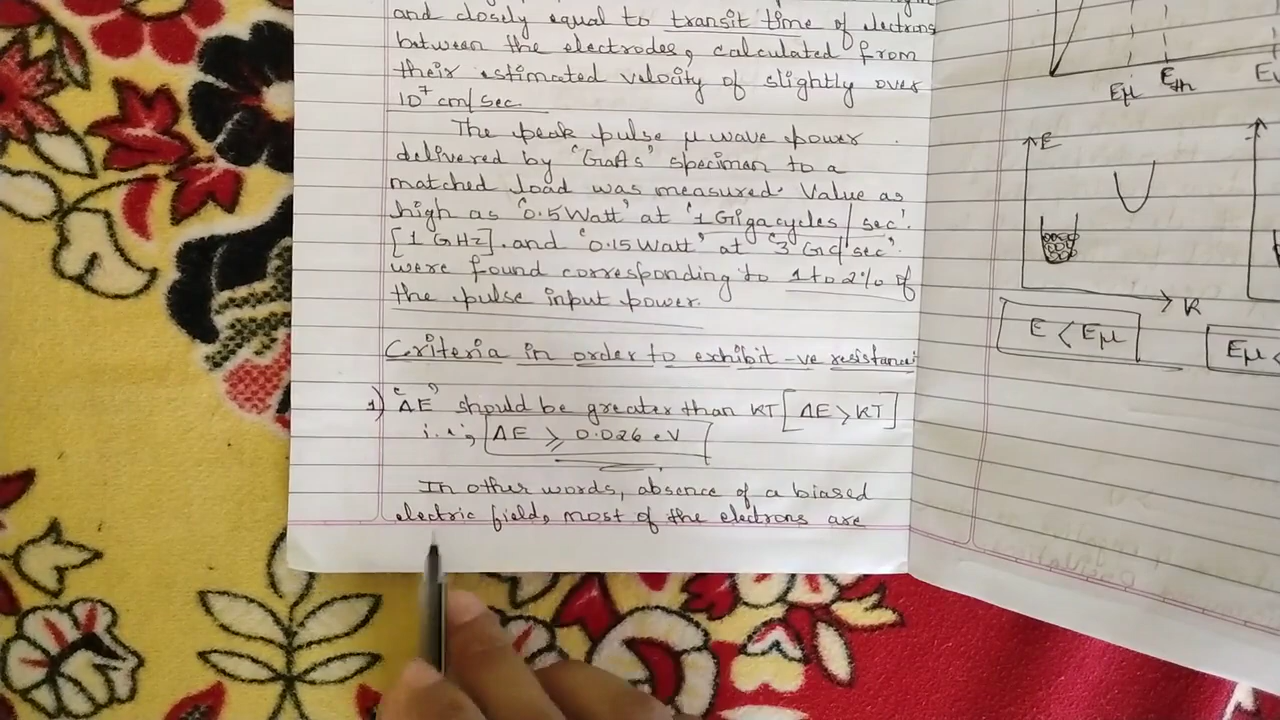 and closely equal to transit time of electrons
between the electrodes, calculated from
their estimated velocity of slightly over
10⁷ cm/sec
The peak pulse μ wave power
delivered by 'GaAs' specimen to a
matched load was measured. Value as
high as '0.5 Watt' at '1 Gigacycles/sec'.
[1 GHz]. and '0.15 Watt' at '3 Gc/sec'.
were found corresponding to 1 to 2% of
the pulse input power.
Criteria in order to exhibit -ve resistance:
1) 'ΔE' should be greater than KT [ΔE > KT]
i.e; ΔE ⩾ 0.026 eV
In other words, absence of a biased
electric field, most of the electrons are
Eμ Eth
E
K
E < Eμ
Eμ <